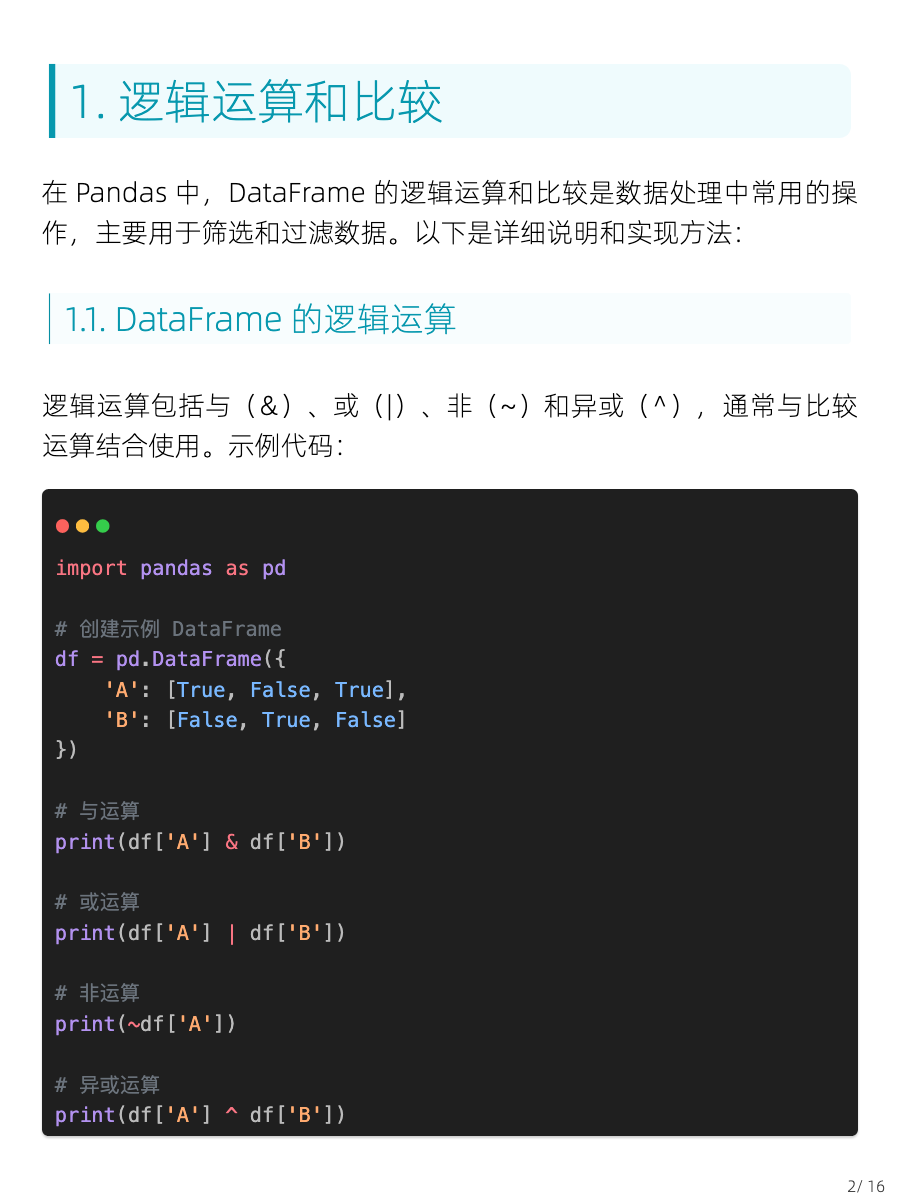 1. 逻辑运算和比较
在 Pandas 中，DataFrame 的逻辑运算和比较是数据处理中常用的操
作，主要用于筛选和过滤数据。以下是详细说明和实现方法：
1.1. DataFrame 的逻辑运算
逻辑运算包括与（&）、或（|）、非（~）和异或（^），通常与比较
运算结合使用。示例代码：
import pandas as pd
# 创建示例 DataFrame
df = pd.DataFrame({
    'A': [True, False, True],
    'B': [False, True, False]
})
# 与运算
print(df['A'] & df['B'])
# 或运算
print(df['A'] | df['B'])
# 非运算
print(~df['A'])
# 异或运算
print(df['A'] ^ df['B'])
2/ 16